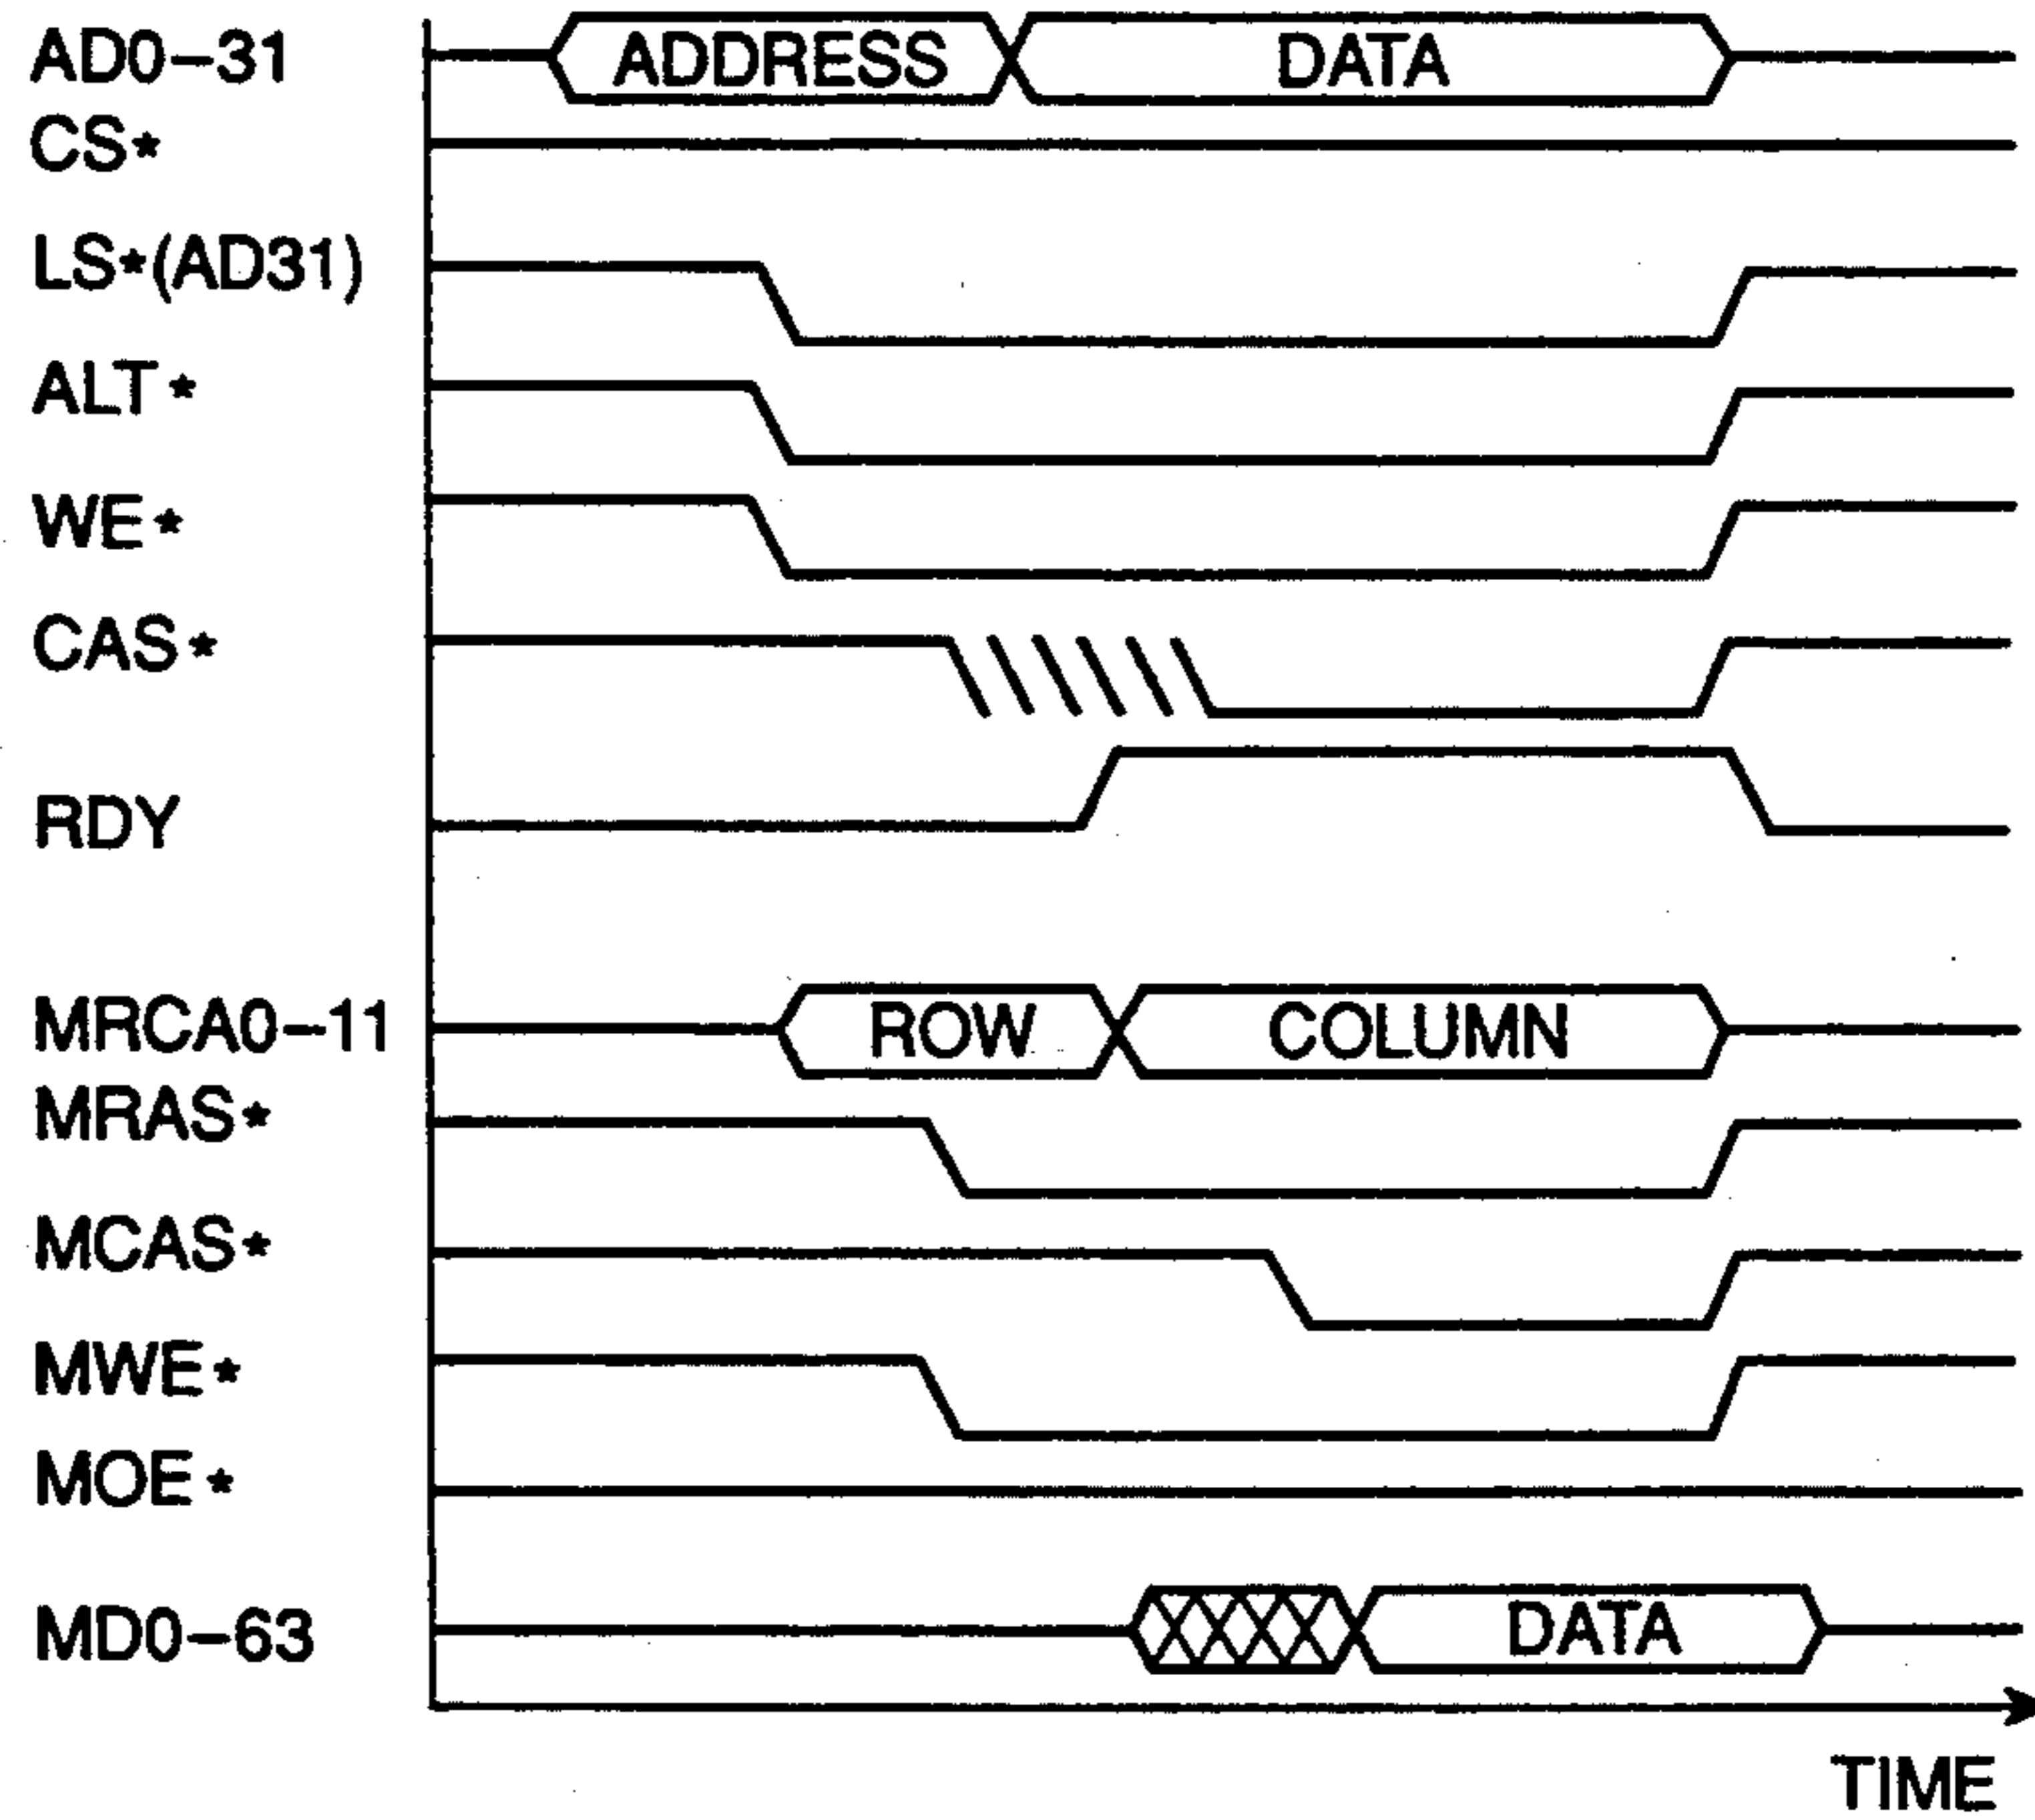 AD0-31 ADDRESS DATA
CS*
LS*(AD31)
ALT*
WE*
CAS*
RDY
MRCA0-11 ROW COLUMN
MRAS*
MCAS*
MWE*
MOE*
MD0-63 DATA
TIME